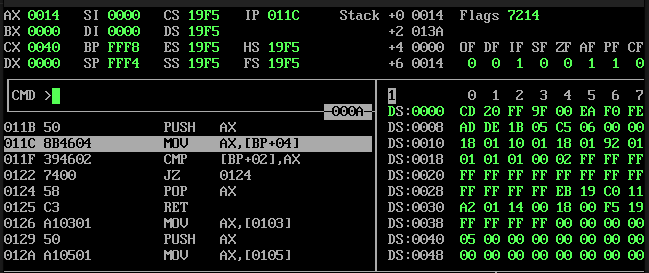 AX 0014 SI 0000 CS 19F5 IP 011C Stack +0 0014 Flags 7214
BX 0000 DI 0000 DS 19F5 +2 013A
CX 0040 BP FFF8 ES 19F5 HS 19F5 +4 0000 OF DF IF SF ZF AF PF CF
DX 0000 SP FFF4 SS 19F5 FS 19F5 +6 0014 0 0 1 0 0 1 1 0
CMD >
000A
1 0 1 2 3 4 5 6 7
DS:0000 CD 20 FF 9F 00 EA F0 FE
011B 50 PUSH AX DS:0008 AD DE 1B 05 C5 06 00 00
011C 8B4604 MOV AX,[BP+04] DS:0010 18 01 10 01 18 01 92 01
011F 394602 CMP [BP+02],AX DS:0018 01 01 01 00 02 FF FF FF
0122 7400 JZ 0124 DS:0020 FF FF FF FF FF FF FF FF
0124 58 POP AX DS:0028 FF FF FF FF EB 19 C0 11
0125 C3 RET DS:0030 A2 01 14 00 18 00 F5 19
0126 A10301 MOV AX,[0103] DS:0038 FF FF FF FF 00 00 00 00
0129 50 PUSH AX DS:0040 05 00 00 00 00 00 00 00
012A A10501 MOV AX,[0105] DS:0048 00 00 00 00 00 00 00 00